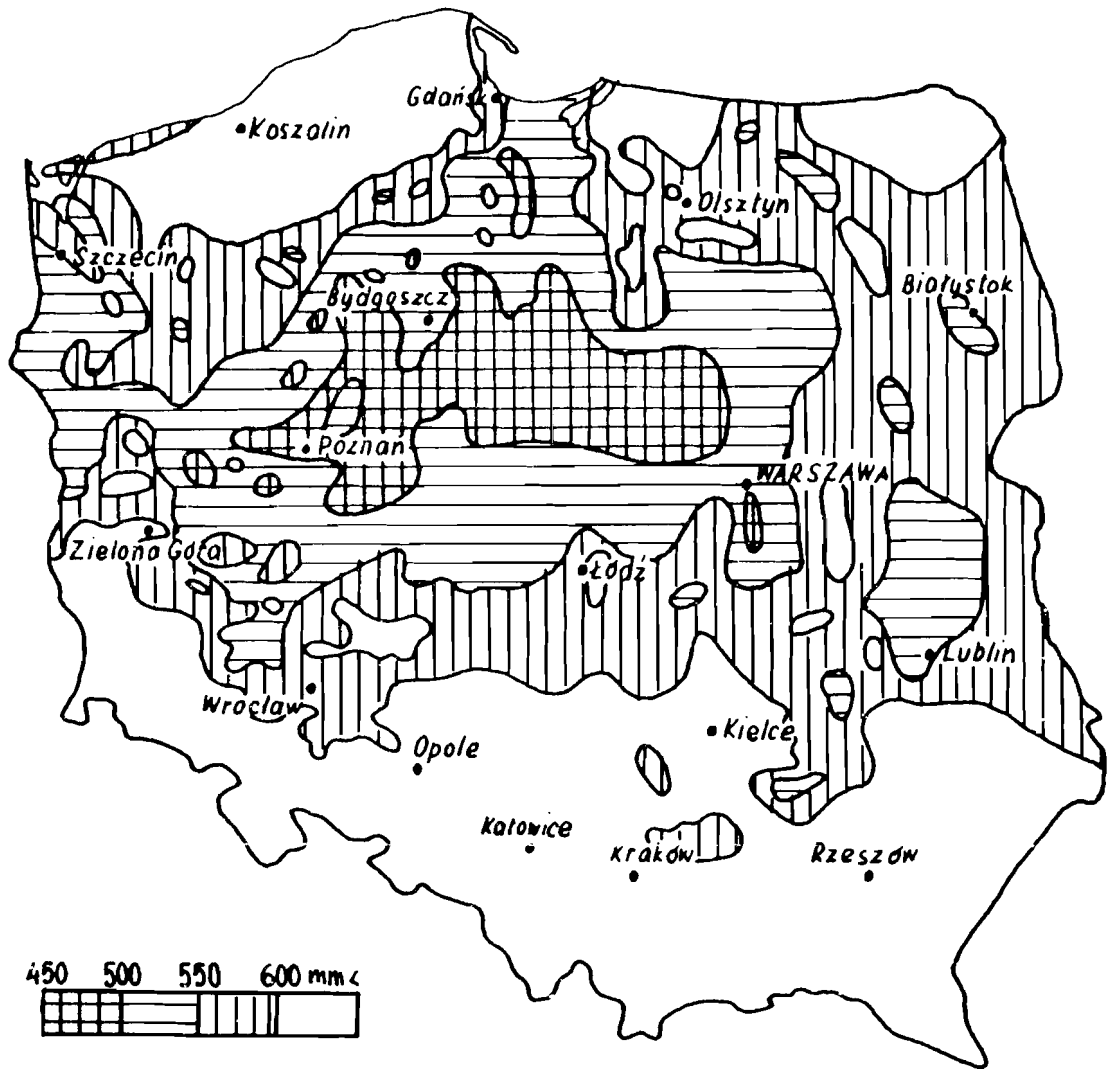 Gdańsk
Koszalin
Olsztyn
Szczecin
Białystok
Bydgoszcz
Poznań
WARSZAWA
Zielona Góra
Łódź
Lublin
Wrocław
Kielce
Opole
Katowice
Kraków
Rzeszów
450 500 550 600 mm <